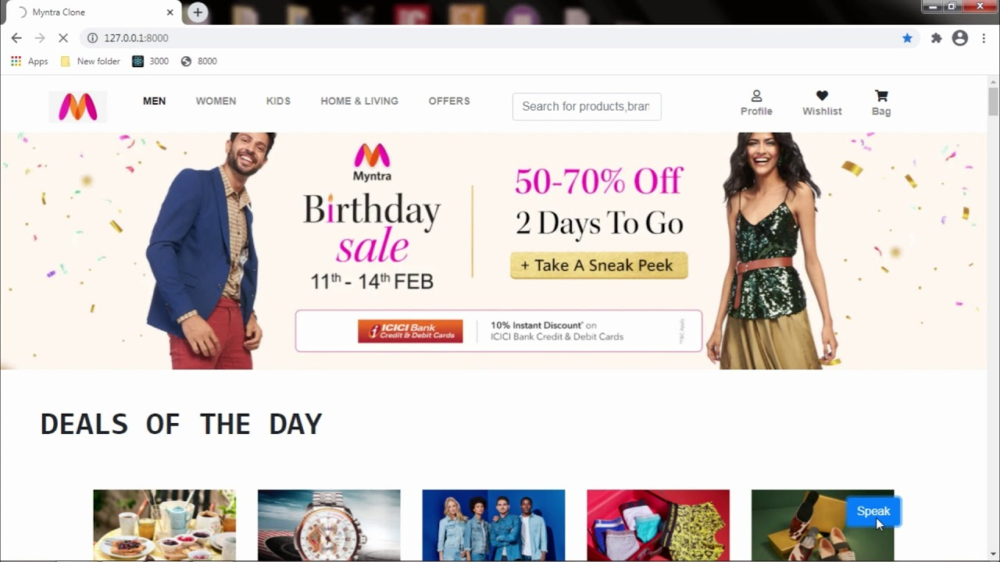 Myntra Clone
127.0.0.1:8000
Apps New folder 3000 8000
MEN WOMEN KIDS HOME & LIVING OFFERS Search for products,bran Profile Wishlist Bag
Myntra
Birthday
sale
11th - 14th FEB
50-70% Off
2 Days To Go
+ Take A Sneak Peek
ICICI Bank
Credit & Debit Cards
10% Instant Discount* on
ICICI Bank Credit & Debit Cards
*T&C Apply
DEALS OF THE DAY
Speak